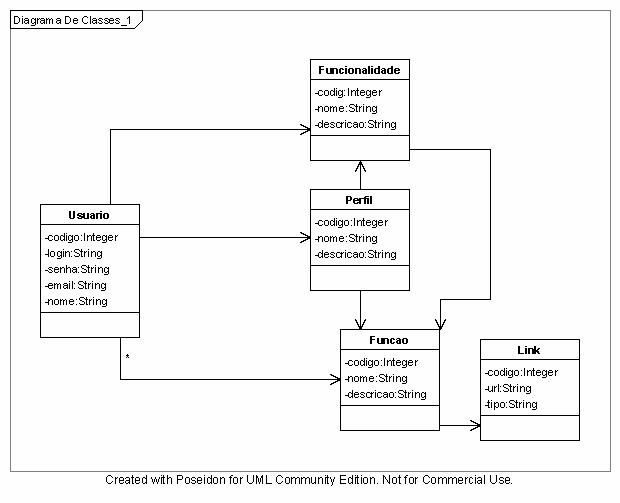 Diagrama De Classes_1
Funcionalidade
-codig:Integer
-nome:String
-descricao:String
Perfil
-codigo:Integer
-nome:String
-descricao:String
Usuario
-codigo:Integer
-login:String
-senha:String
-email:String
-nome:String
*
Funcao
-codigo:Integer
-nome:String
-descricao:String
Link
-codigo:Integer
-url:String
-tipo:String
Created with Poseidon for UML Community Edition. Not for Commercial Use.